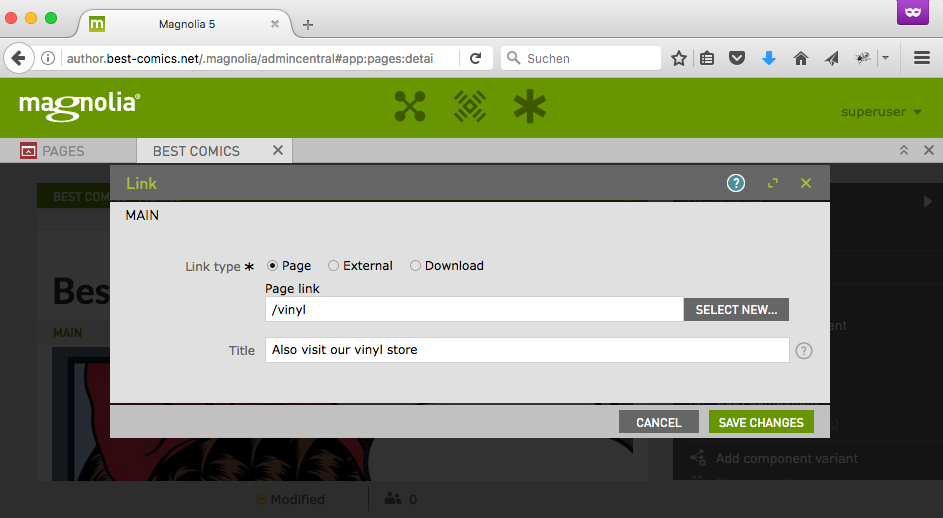 Magnolia 5
author.best-comics.net/.magnolia/admincentral#app:pages:detai
Suchen
magnolia®
superuser
PAGES
BEST COMICS
BEST COM
Link
MAIN
Link type *
Page
External
Download
Page link
/vinyl
SELECT NEW...
Bes
ent
MAIN
Title
Also visit our vinyl store
?
CANCEL
SAVE CHANGES
Add component variant
Modified
0